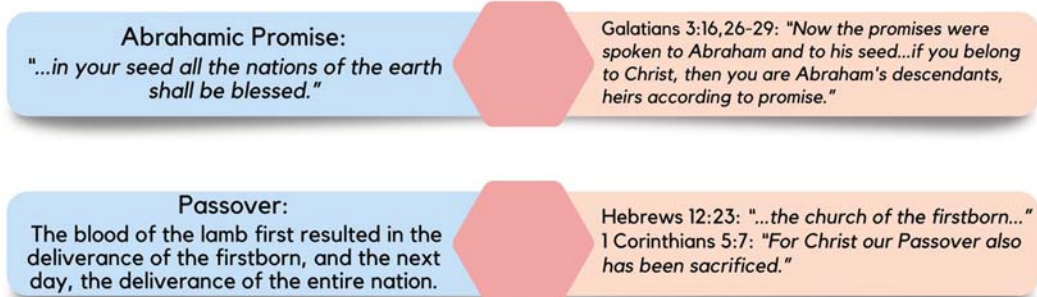 Abrahamic Promise:
"...in your seed all the nations of the earth
shall be blessed."
Galatians 3:16,26-29: "Now the promises were
spoken to Abraham and to his seed...if you belong
to Christ, then you are Abraham's descendants,
heirs according to promise."
Passover:
The blood of the lamb first resulted in the
deliverance of the firstborn, and the next
day, the deliverance of the entire nation.
Hebrews 12:23: "...the church of the firstborn..."
1 Corinthians 5:7: "For Christ our Passover also
has been sacrificed."